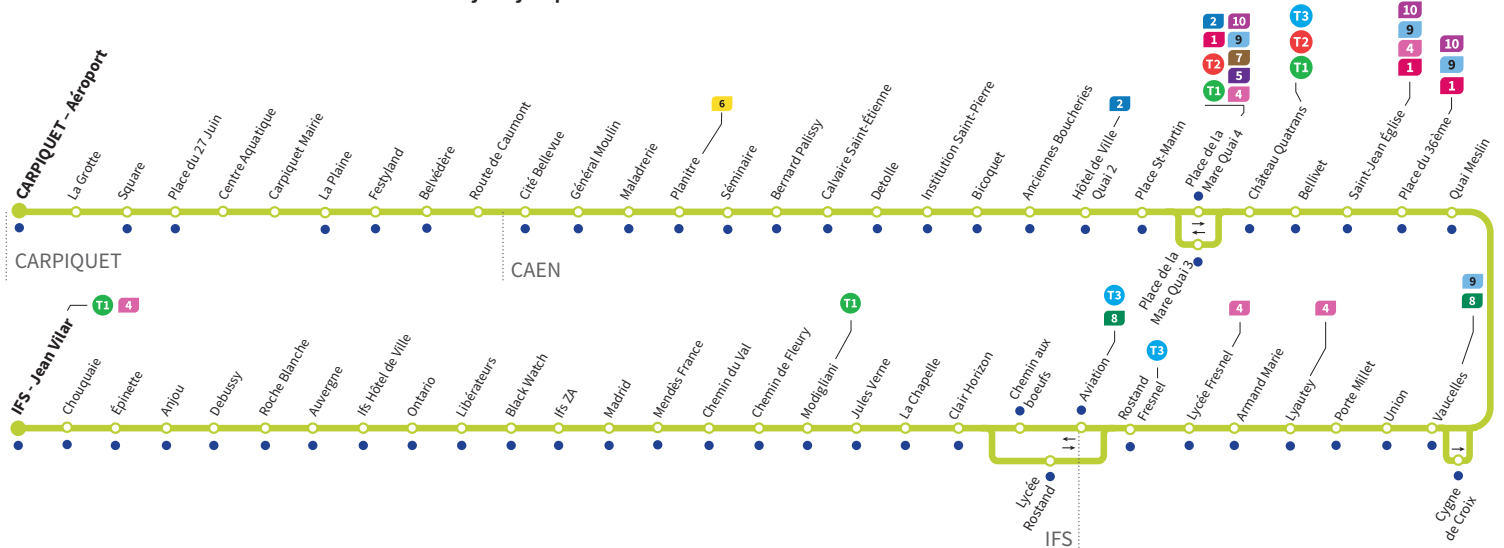 CARPIQUET – Aéroport
La Grotte
Square
Place du 27 Juin
Centre Aquatique
Carpiquet Mairie
La Plaine
Festyland
Belvédère
Route de Caumont
Cité Bellevue
Général Moulin
Maladrerie
Planitre
6
Séminaire
Bernard Palissy
Calvaire Saint-Étienne
Detolle
Institution Saint-Pierre
Bicoquet
Anciennes Boucheries
Hôtel de Ville
Quai 2
2
Place St-Martin
Place de la
Mare Quai 4
2 10
1 9
T2 7
5
T1 4
Château Quatrans
Bellivet
T3
T2
T1
Saint-Jean Église
Place du 36ème
10
9
4
1
Quai Meslin
10
9
1
CARPIQUET
CAEN
Place de la
Mare Quai 3
IFS - Jean Vilar
T1 4
Chouquaie
Épinette
Anjou
Debussy
Roche Blanche
Auvergne
Ifs Hôtel de Ville
Ontario
Libérateurs
Black Watch
Ifs ZA
Madrid
Mendès France
Chemin du Val
Chemin de Fleury
Modigliani
T1
Jules Verne
La Chapelle
Clair Horizon
Chemin aux
boeufs
Aviation
T3
8
Rostand
Fresnel
T3
Lycée Fresnel
4
Armand Marie
Lyautey
4
Porte Millet
Union
Vaucelles
9
8
Lycée
Rostand
Cygne
de Croix
IFS